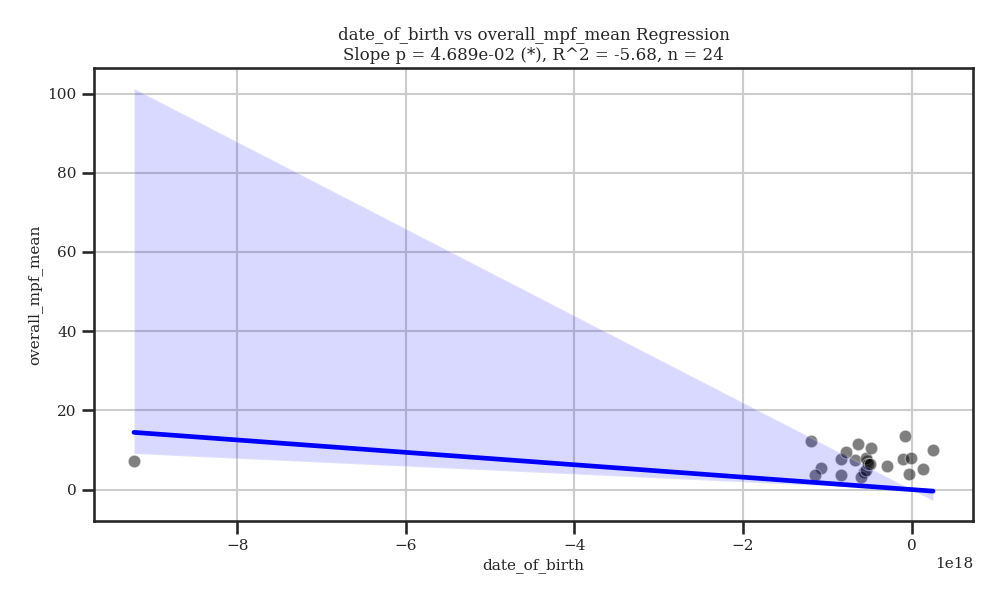 date_of_birth vs overall_mpf_mean Regression
Slope p = 4.689e-02 (*), R^2 = -5.68, n = 24
100
80
60
40
20
0
overall_mpf_mean
−8
−6
−4
−2
0
1e18
date_of_birth